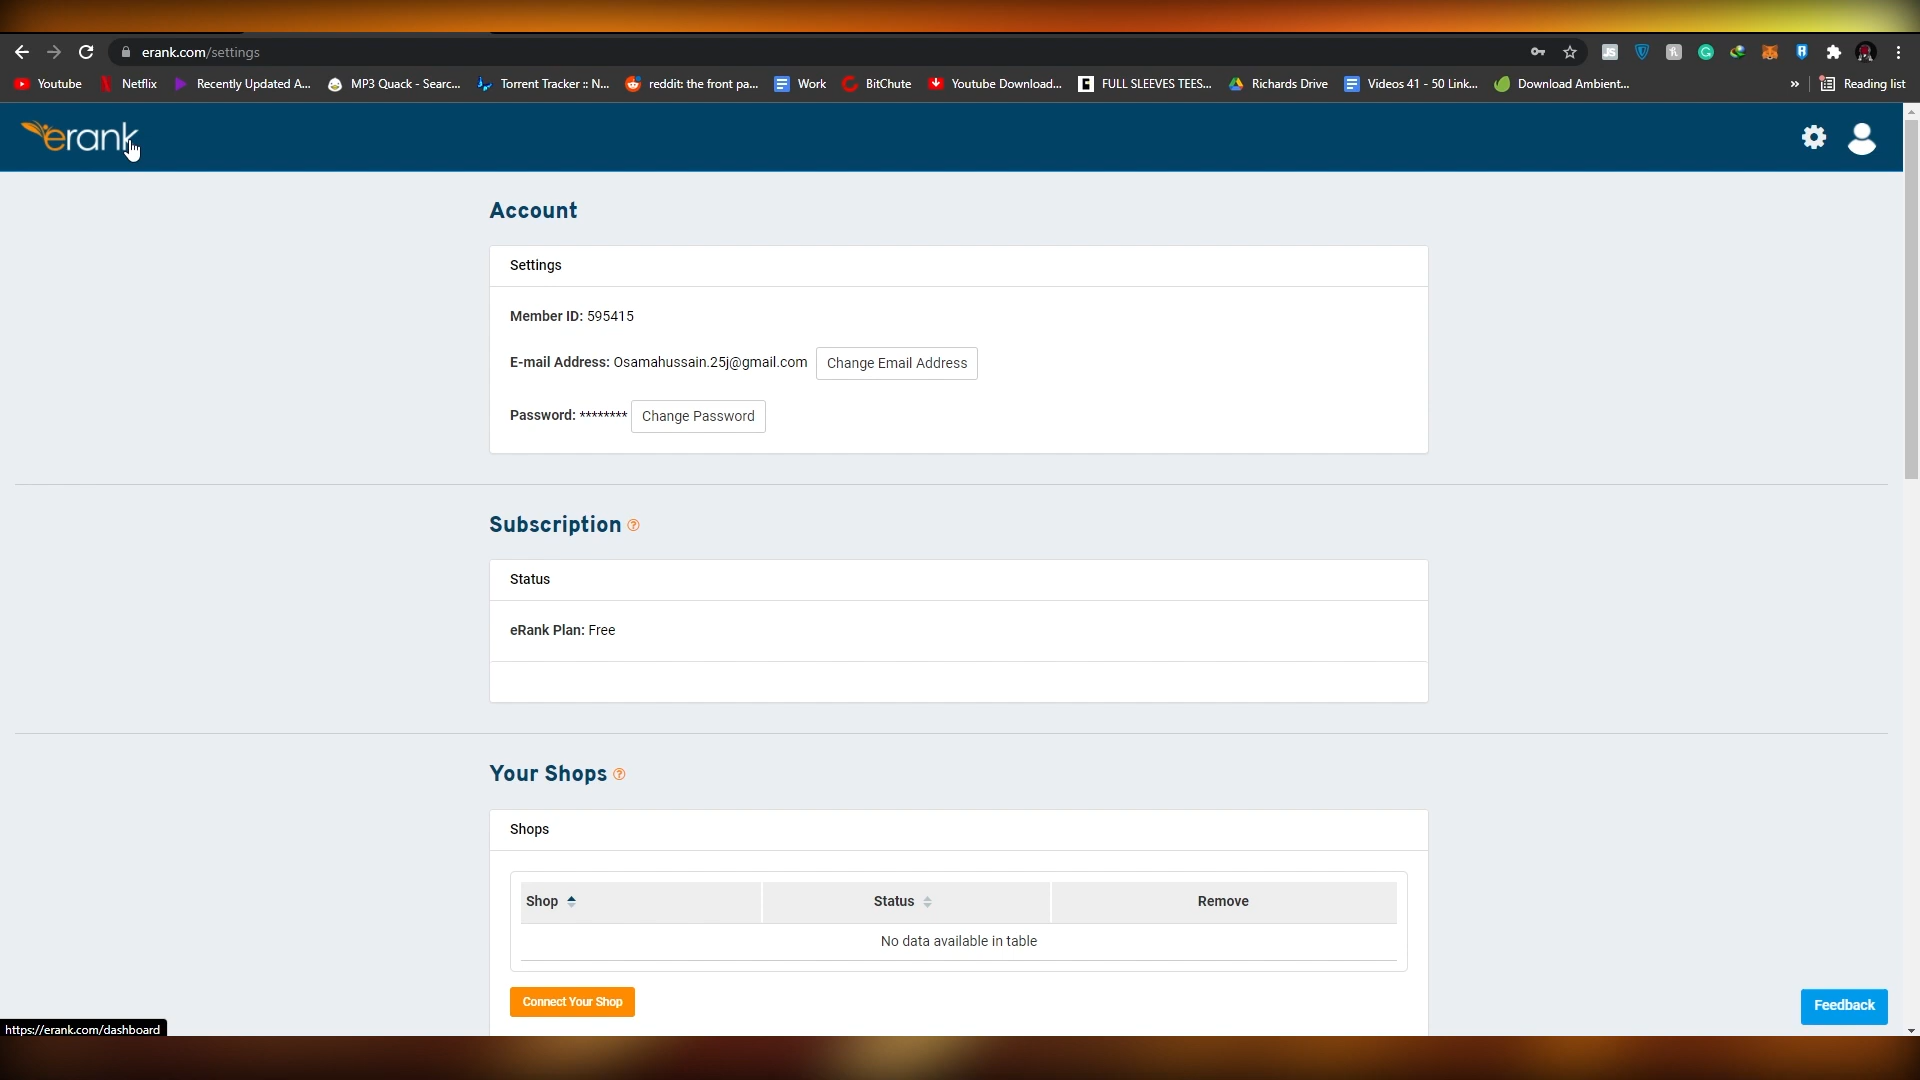 erank.com/settings
Youtube Netflix Recently Updated A... MP3 Quack - Searc... Torrent Tracker :: N... reddit: the front pa... Work BitChute Youtube Download... FULL SLEEVES TEES... Richards Drive Videos 41 - 50 Link... Download Ambient... » Reading list
erank
Account
Settings
Member ID: 595415
E-mail Address: Osamahussain.25j@gmail.com Change Email Address
Password: ******** Change Password
Subscription ?
Status
eRank Plan: Free
Your Shops ?
Shops
Shop Status Remove
No data available in table
Connect Your Shop
Feedback
https://erank.com/dashboard